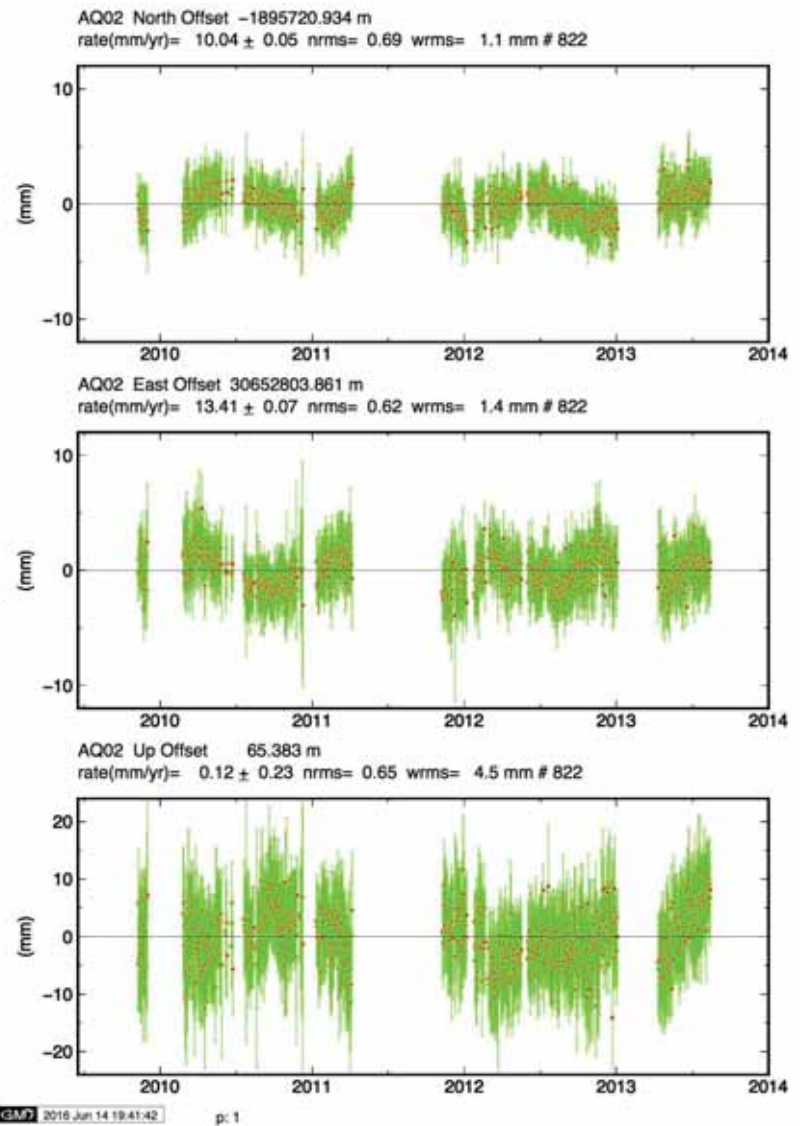 AQ02 North Offset -1895720.934 m
rate(mm/yr)= 10.04 ± 0.05 nrms= 0.69 wrms= 1.1 mm # 822
10
0
-10
(mm)
2010 2011 2012 2013 2014
AQ02 East Offset 30652803.861 m
rate(mm/yr)= 13.41 ± 0.07 nrms= 0.62 wrms= 1.4 mm # 822
10
0
-10
(mm)
2010 2011 2012 2013 2014
AQ02 Up Offset 65.383 m
rate(mm/yr)= 0.12 ± 0.23 nrms= 0.65 wrms= 4.5 mm # 822
20
10
0
-10
-20
(mm)
2010 2011 2012 2013 2014
GMT 2016 Jun 14 19:41:42 p: 1